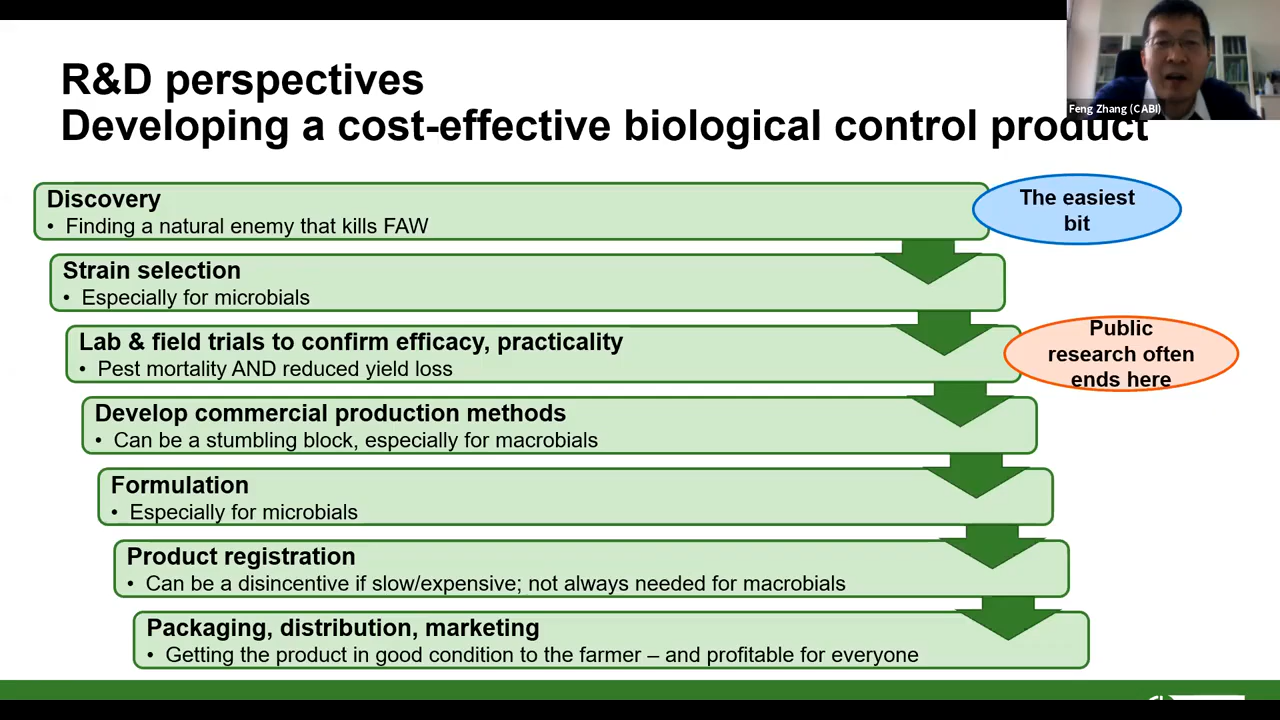 R&D perspectives
Developing a cost-effective biological control product
Feng Zhang (CABI)
Discovery
• Finding a natural enemy that kills FAW
The easiest
bit
Strain selection
• Especially for microbials
Lab & field trials to confirm efficacy, practicality
• Pest mortality AND reduced yield loss
Public
research often
ends here
Develop commercial production methods
• Can be a stumbling block, especially for macrobials
Formulation
• Especially for microbials
Product registration
• Can be a disincentive if slow/expensive; not always needed for macrobials
Packaging, distribution, marketing
• Getting the product in good condition to the farmer – and profitable for everyone